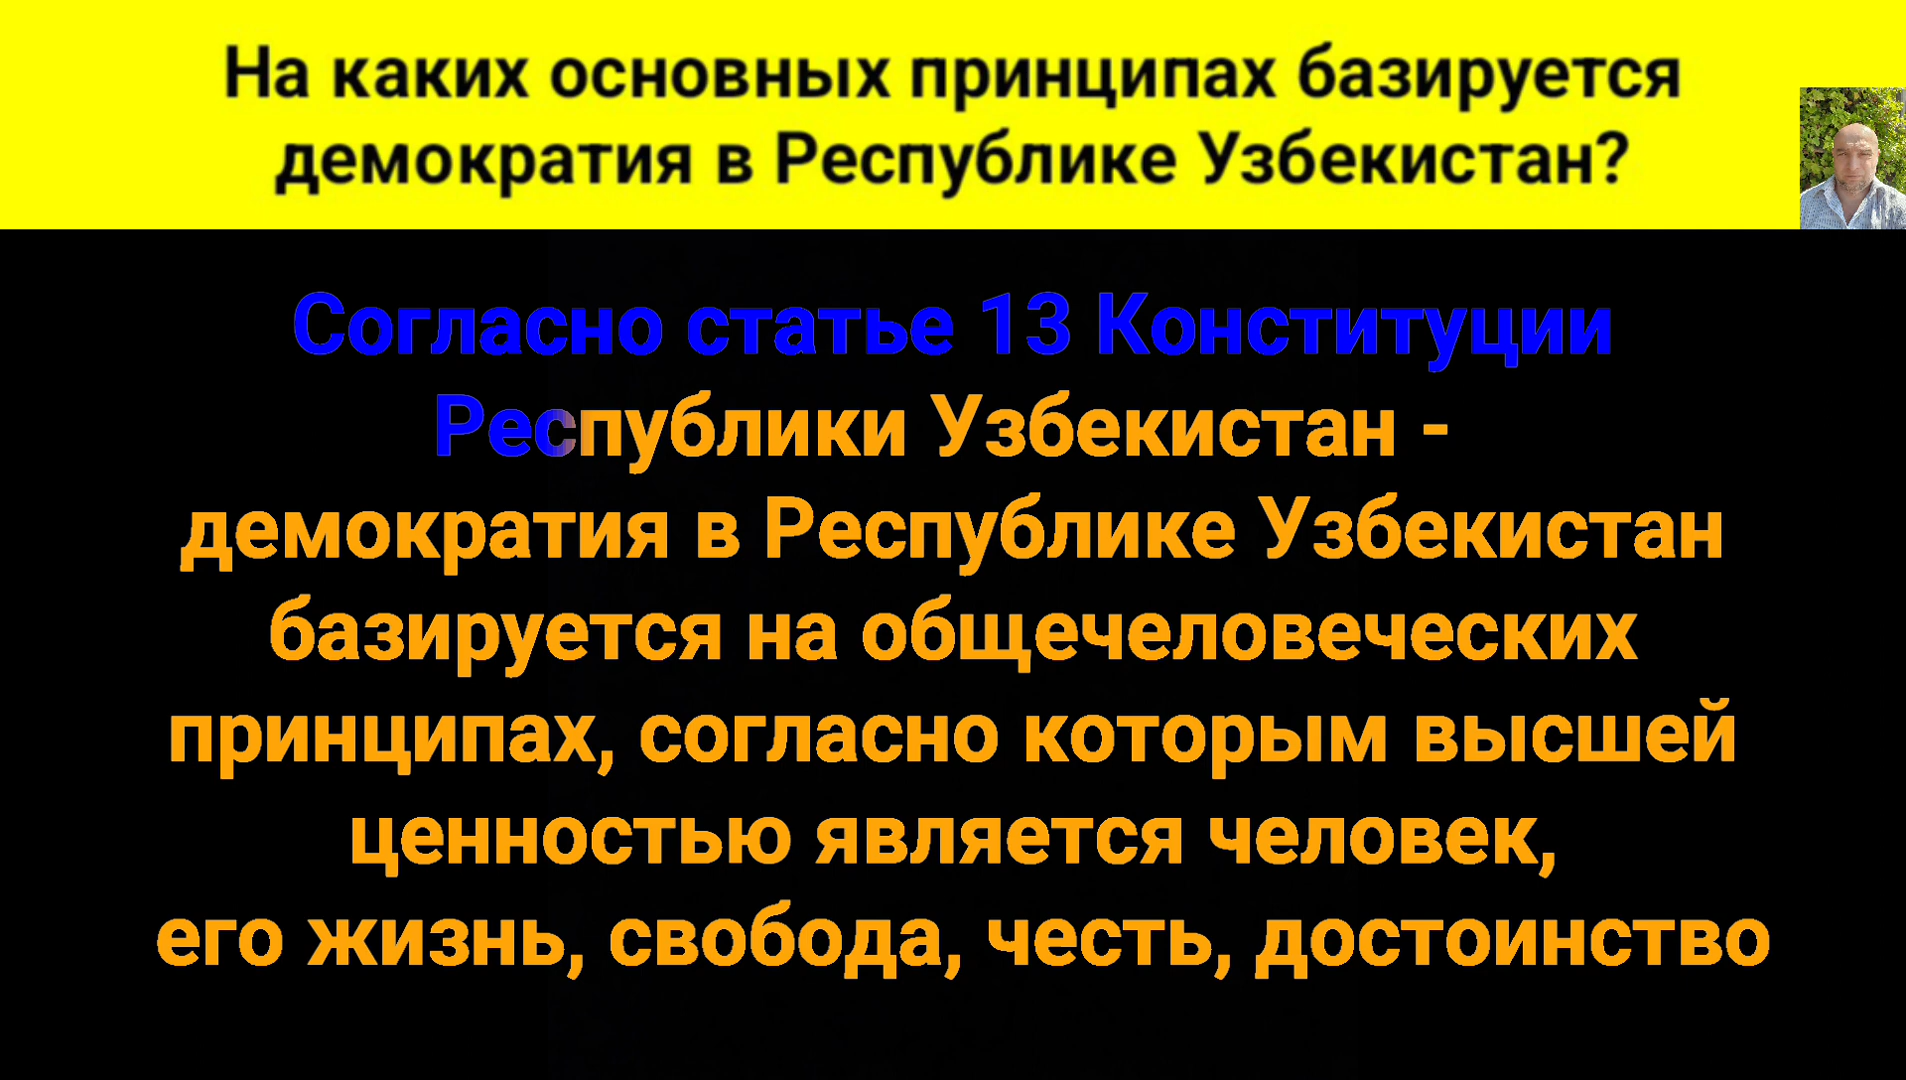 На каких основных принципах базируется
демократия в Республике Узбекистан?
Согласно статье 13 Конституции
Республики Узбекистан -
демократия в Республике Узбекистан
базируется на общечеловеческих
принципах, согласно которым высшей
ценностью является человек,
его жизнь, свобода, честь, достоинство